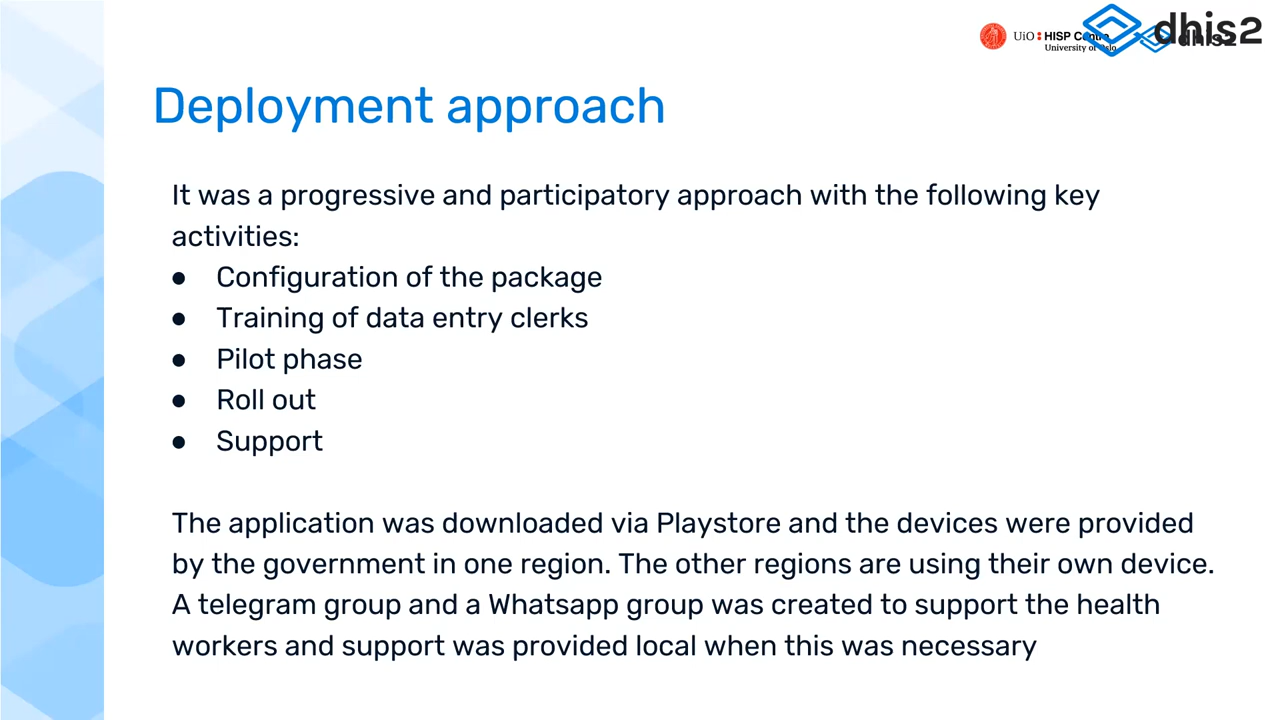 UiO HISP Centre
University of Oslo
dhis2
dhis2
Deployment approach
It was a progressive and participatory approach with the following key
activities:
● Configuration of the package
● Training of data entry clerks
● Pilot phase
● Roll out
● Support
The application was downloaded via Playstore and the devices were provided
by the government in one region. The other regions are using their own device.
A telegram group and a Whatsapp group was created to support the health
workers and support was provided local when this was necessary